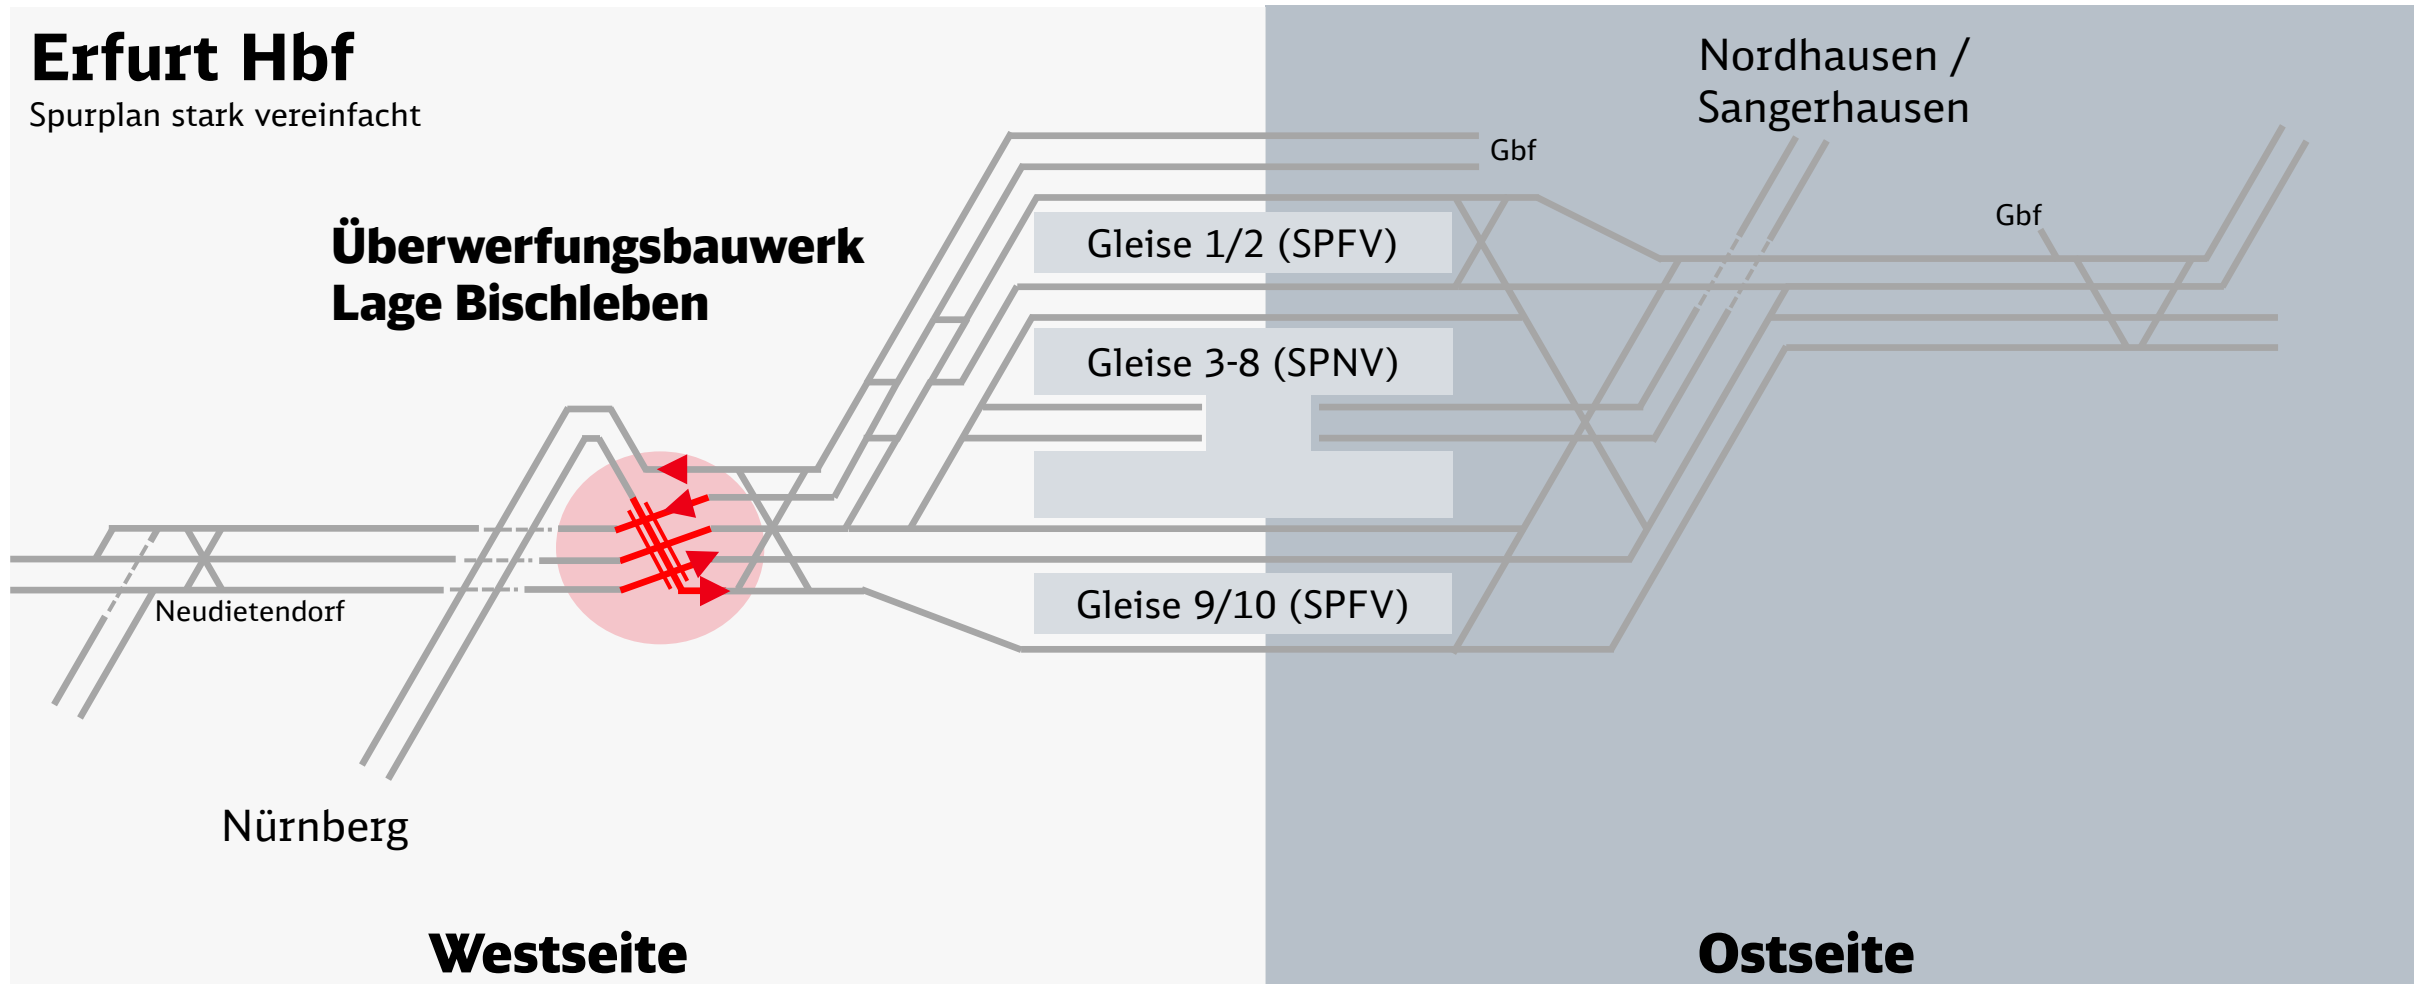 Erfurt Hbf
Spurplan stark vereinfacht
Nordhausen /
Sangerhausen
Gbf
Gbf
Überwerfungsbauwerk
Lage Bischleben
Gleise 1/2 (SPFV)
Gleise 3-8 (SPNV)
Gleise 9/10 (SPFV)
Neudietendorf
Nürnberg
Westseite
Ostseite